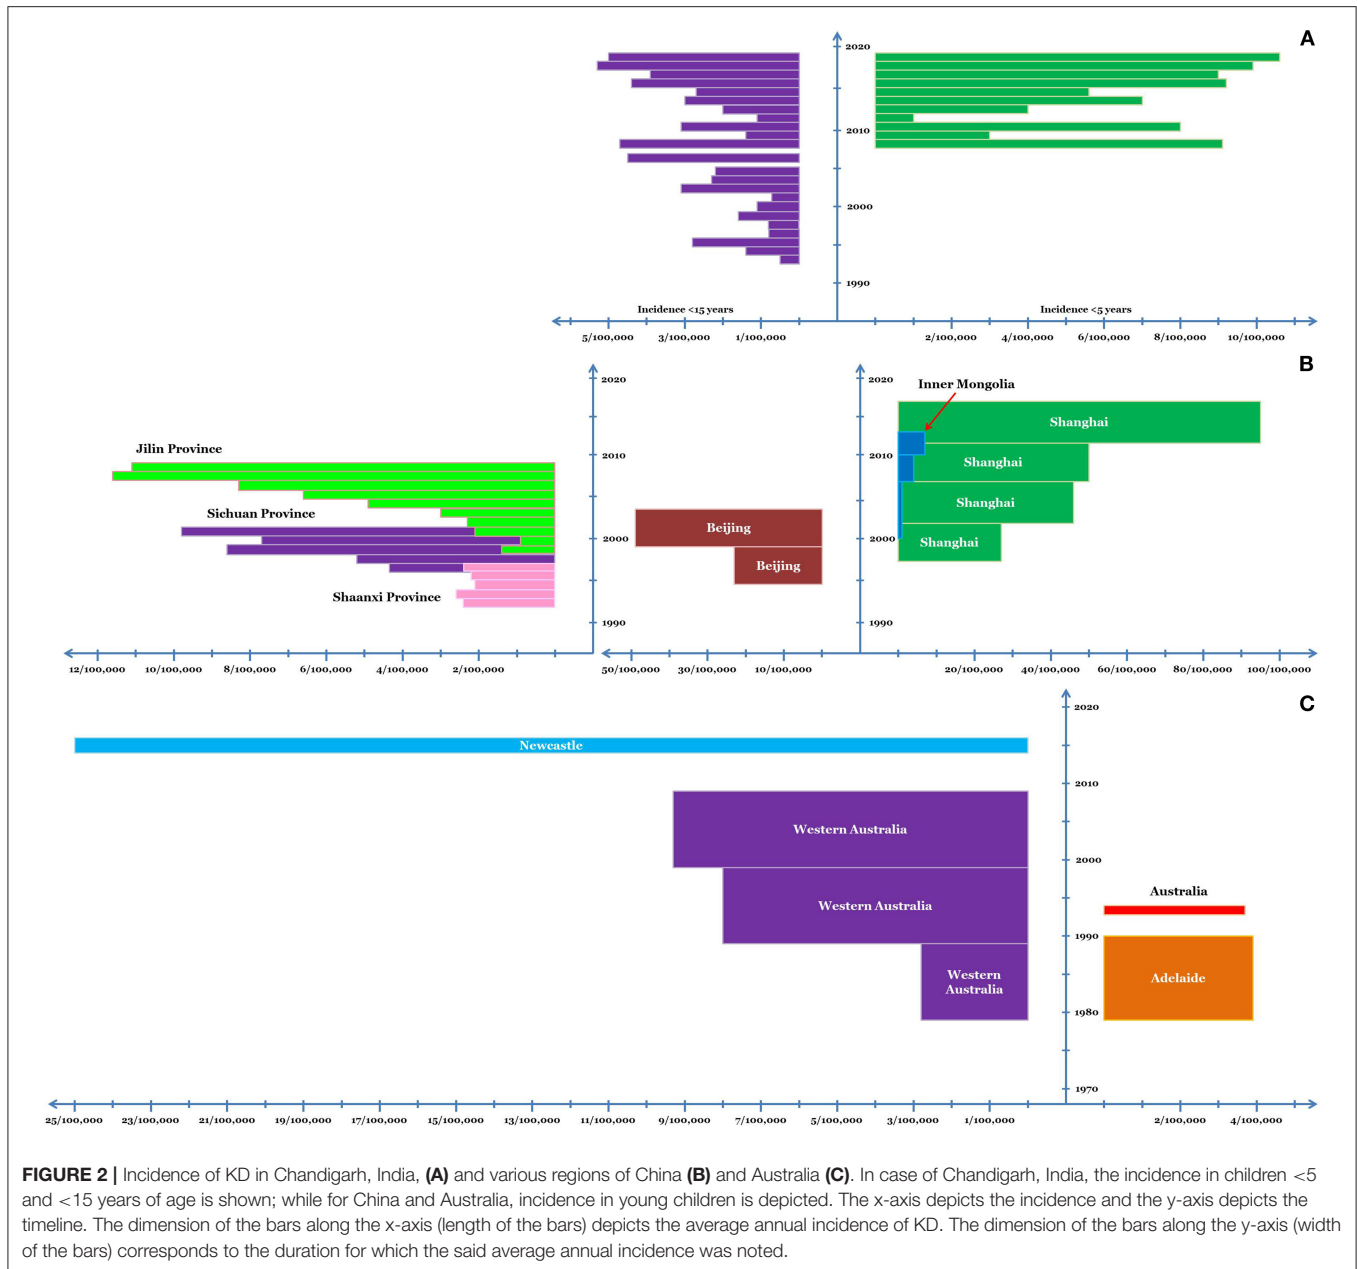 A
2020
2010
2000
1990
Incidence <15 years
Incidence <5 years
5/100,000 3/100,000 1/100,000
2/100,000 4/100,000 6/100,000 8/100,000 10/100,000
B
2020
2010
2000
1990
Jilin Province
Sichuan Province
Shaanxi Province
12/100,000 10/100,000 8/100,000 6/100,000 4/100,000 2/100,000
Beijing
Beijing
50/100,000 30/100,000 10/100,000
2020
2010
2000
1990
Inner Mongolia
Shanghai
Shanghai
Shanghai
Shanghai
20/100,000 40/100,000 60/100,000 80/100,000 100/100,000
C
2020
2010
2000
1990
1980
1970
Newcastle
Western Australia
Western Australia
Western
Australia
Australia
Adelaide
25/100,000 23/100,000 21/100,000 19/100,000 17/100,000 15/100,000 13/100,000 11/100,000 9/100,000 7/100,000 5/100,000 3/100,000 1/100,000
2/100,000 4/100,000
FIGURE 2 | Incidence of KD in Chandigarh, India, (A) and various regions of China (B) and Australia (C). In case of Chandigarh, India, the incidence in children <5
and <15 years of age is shown; while for China and Australia, incidence in young children is depicted. The x-axis depicts the incidence and the y-axis depicts the
timeline. The dimension of the bars along the x-axis (length of the bars) depicts the average annual incidence of KD. The dimension of the bars along the y-axis (width
of the bars) corresponds to the duration for which the said average annual incidence was noted.